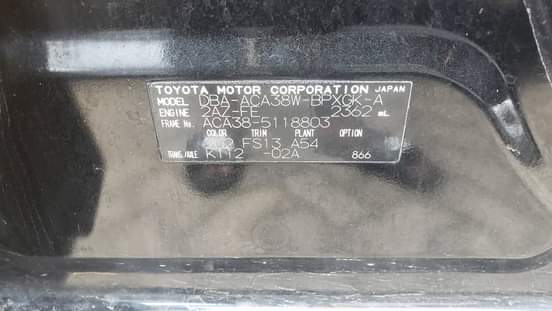 TOYOTA MOTOR CORPORATION JAPAN
MODEL DBA-ACA38W-BPXGK-A
ENGINE 2AZ-FE 2362 mL
FRAME No. ACA38-5118803
COLOR TRIM PLANT OPTION
202 FS13 A54
TRANS./AXLE K112 -02A 866